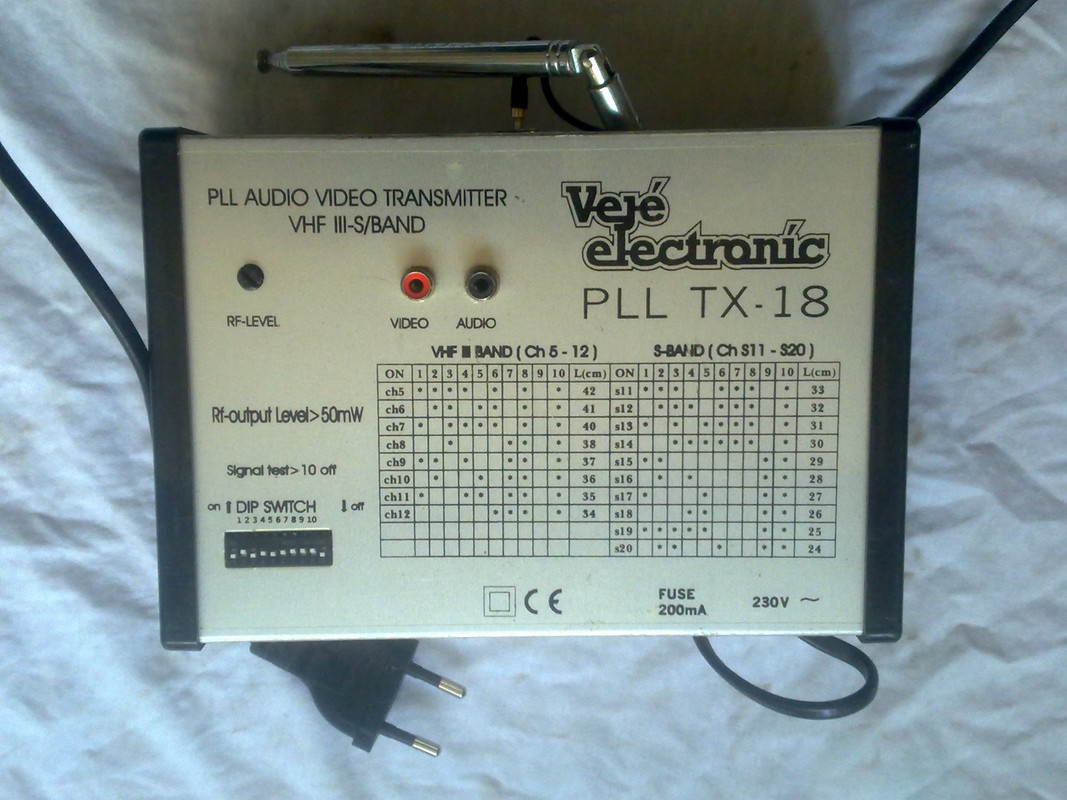 PLL AUDIO VIDEO TRANSMITTER
VHF III-S/BAND
Vejé
electronic
PLL TX-18
RF-LEVEL
VIDEO
AUDIO
VHF III BAND ( Ch 5 - 12 )
S-BAND ( Ch S11 - S20 )
ON 1 2 3 4 5 6 7 8 9 10 L(cm) ON 1 2 3 4 5 6 7 8 9 10 L(cm)
ch5 42 s11 33
ch6 41 s12 32
ch7 40 s13 31
ch8 38 s14 30
ch9 37 s15 29
ch10 36 s16 28
ch11 35 s17 27
ch12 34 s18 26
s19 25
s20 24
Rf-output Level>50mW
Signal test>10 off
on ⇑ DIP SWITCH ⇓ off
1 2 3 4 5 6 7 8 9 10
CE
FUSE
200mA
230V ~